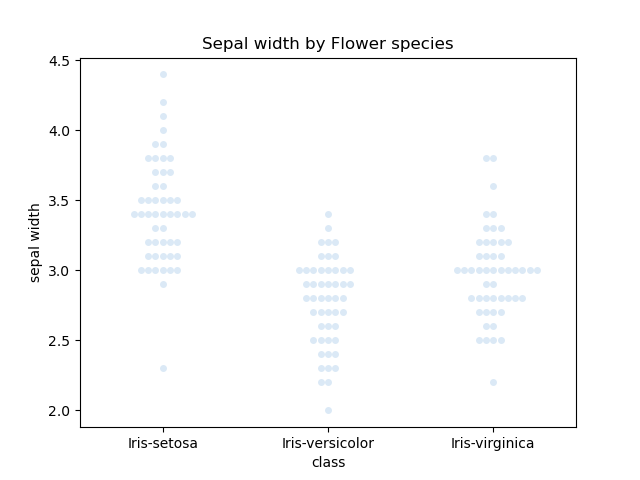 Sepal width by Flower species
4.5
4.0
3.5
3.0
2.5
2.0
sepal width
Iris-setosa Iris-versicolor Iris-virginica
class